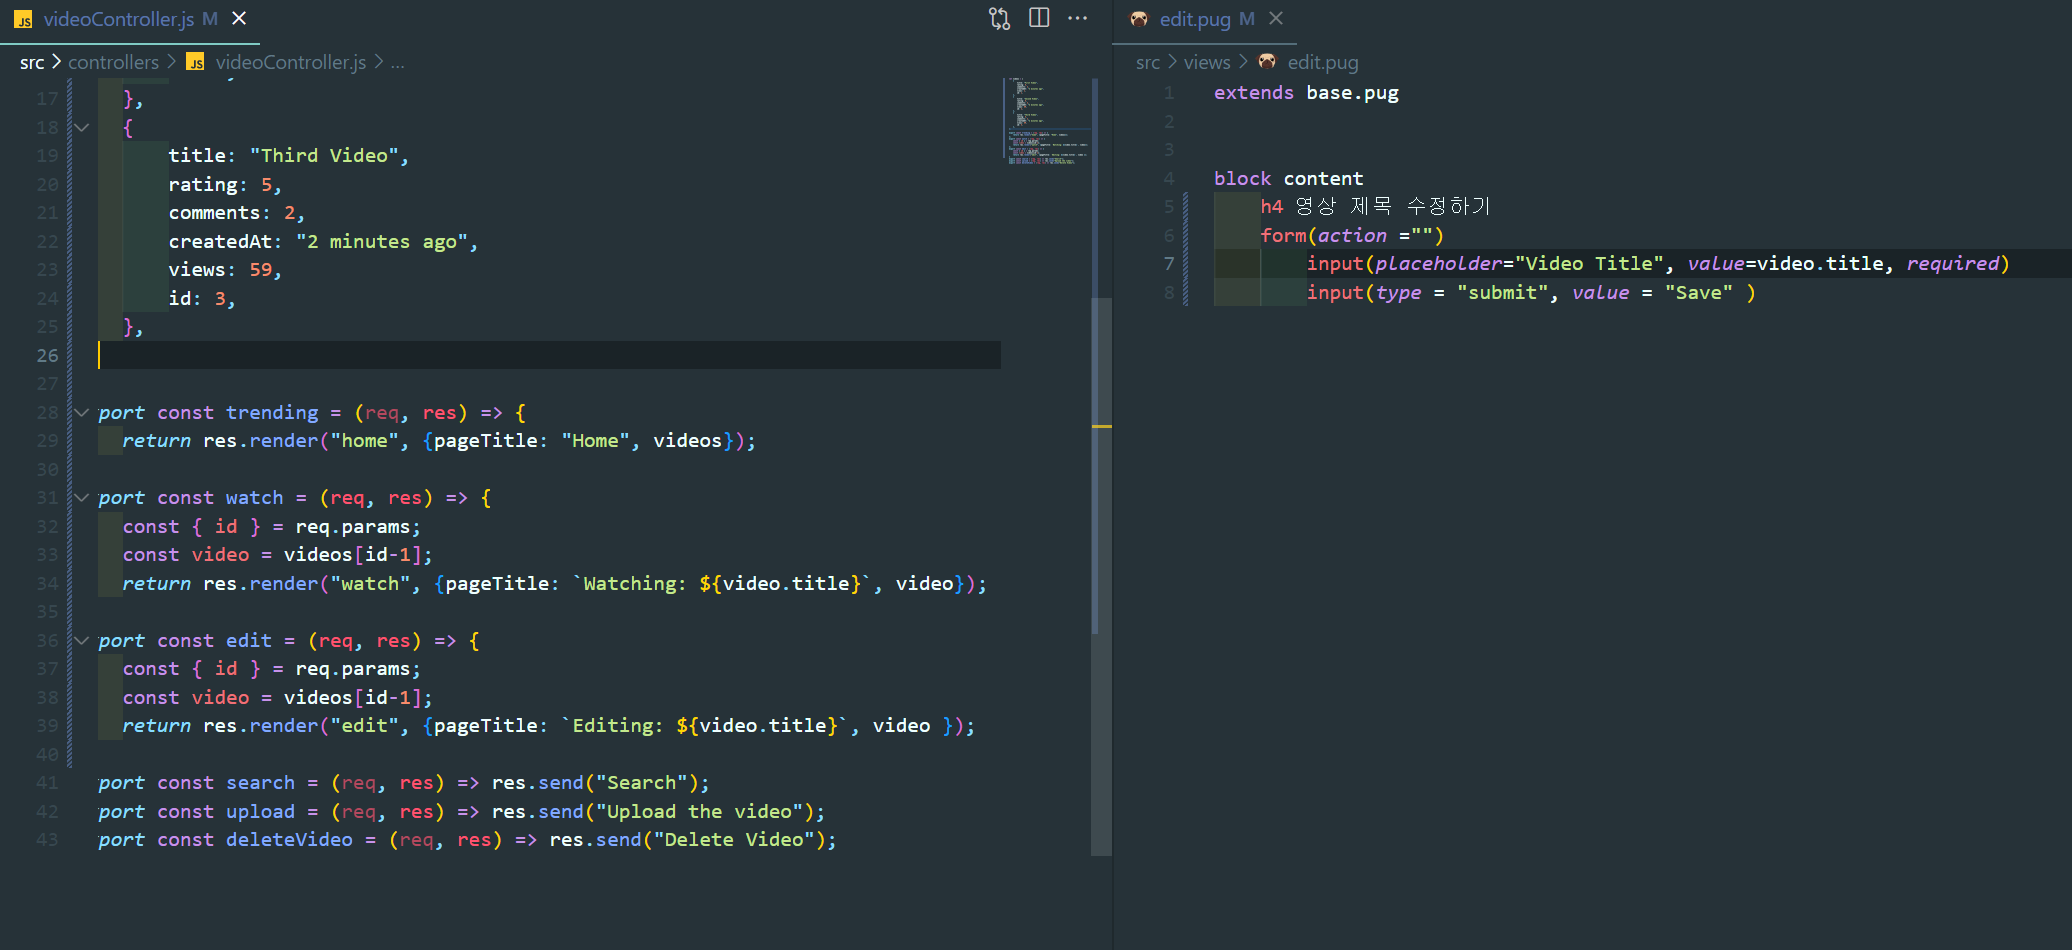 JS videoController.js M
src > controllers > JS videoController.js > ...
17 },
18 {
19 title: "Third Video",
20 rating: 5,
21 comments: 2,
22 createdAt: "2 minutes ago",
23 views: 59,
24 id: 3,
25 },
26
27
28 port const trending = (req, res) => {
29 return res.render("home", {pageTitle: "Home", videos});
30
31 port const watch = (req, res) => {
32 const { id } = req.params;
33 const video = videos[id-1];
34 return res.render("watch", {pageTitle: `Watching: ${video.title}`, video});
35
36 port const edit = (req, res) => {
37 const { id } = req.params;
38 const video = videos[id-1];
39 return res.render("edit", {pageTitle: `Editing: ${video.title}`, video });
40
41 port const search = (req, res) => res.send("Search");
42 port const upload = (req, res) => res.send("Upload the video");
43 port const deleteVideo = (req, res) => res.send("Delete Video");
edit.pug M
src > views > edit.pug
1 extends base.pug
2
3
4 block content
5 h4 영상 제목 수정하기
6 form(action ="")
7 input(placeholder="Video Title", value=video.title, required)
8 input(type = "submit", value = "Save" )